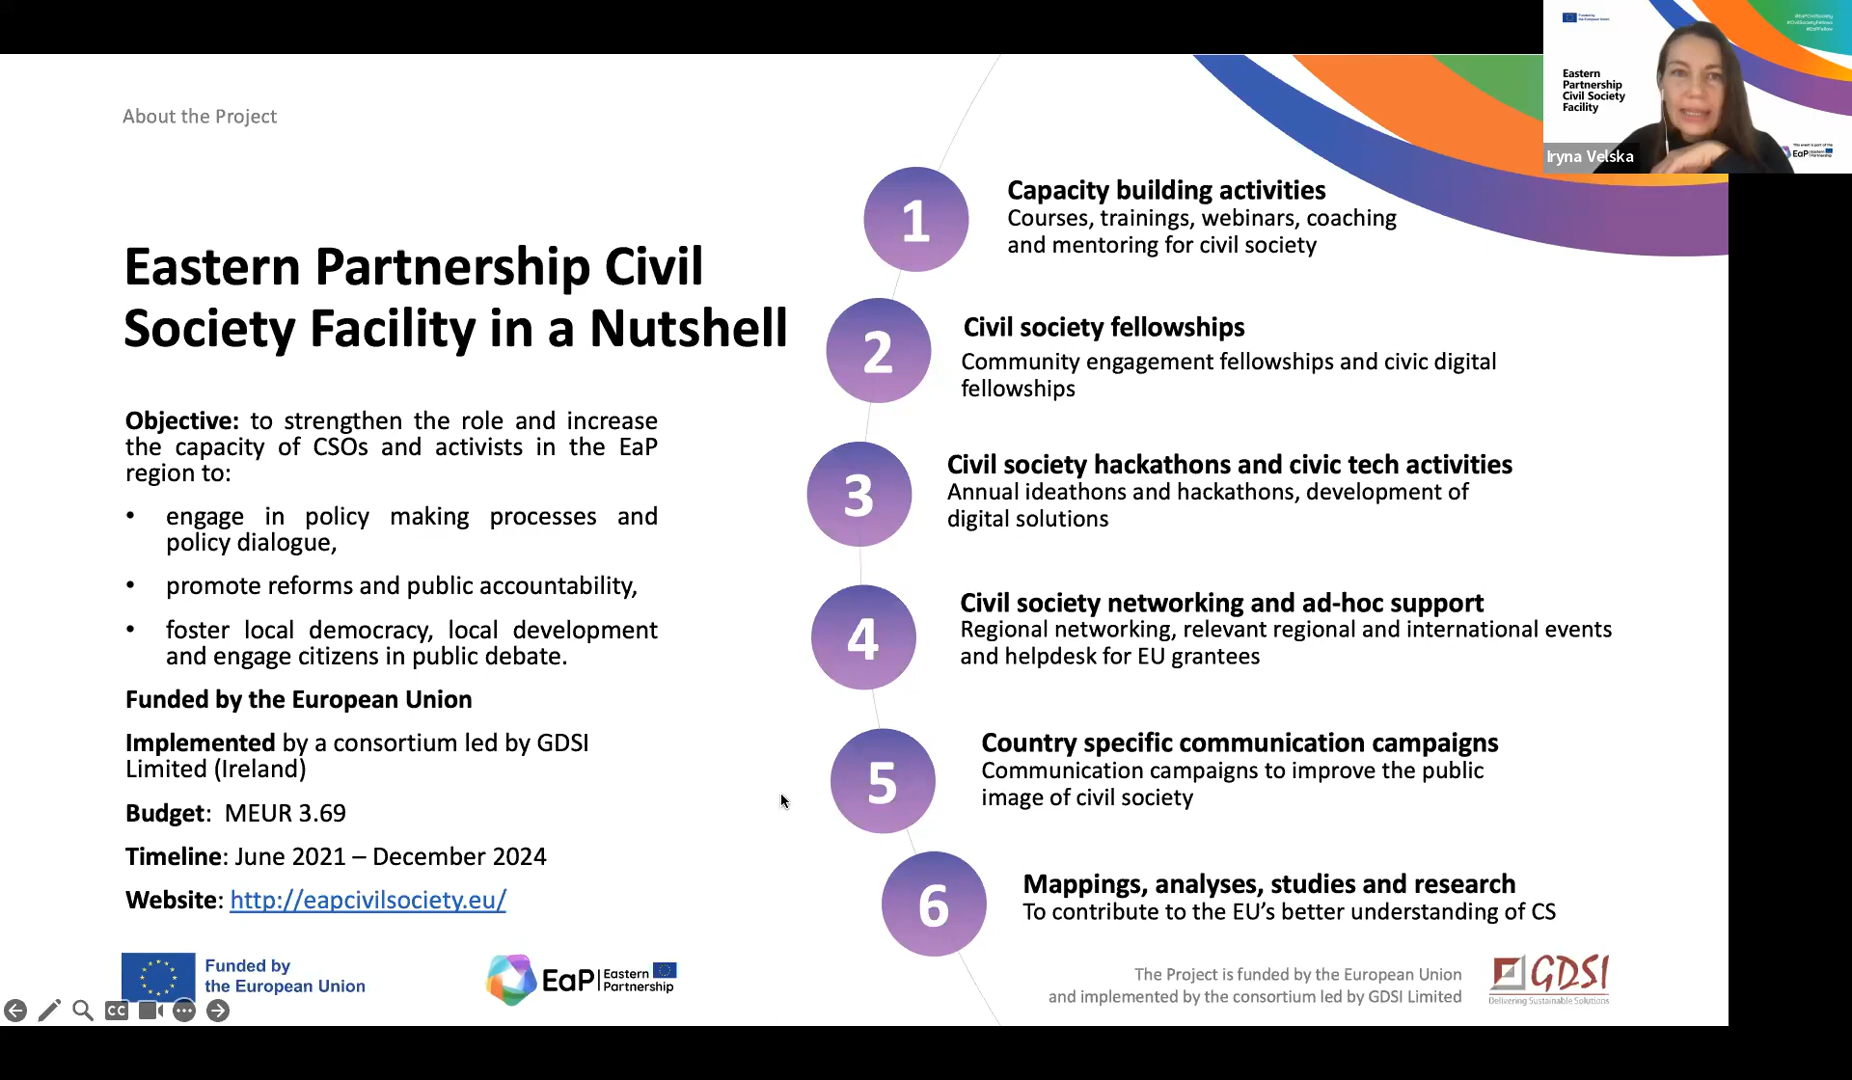 About the Project
Eastern Partnership Civil
Society Facility in a Nutshell
Objective: to strengthen the role and increase
the capacity of CSOs and activists in the EaP
region to:
• engage in policy making processes and
policy dialogue,
• promote reforms and public accountability,
• foster local democracy, local development
and engage citizens in public debate.
Funded by the European Union
Implemented by a consortium led by GDSI
Limited (Ireland)
Budget: MEUR 3.69
Timeline: June 2021 – December 2024
Website: http://eapcivilsociety.eu/
Funded by
the European Union
EaP
Eastern
Partnership
CC
1
Capacity building activities
Courses, trainings, webinars, coaching
and mentoring for civil society
2
Civil society fellowships
Community engagement fellowships and civic digital
fellowships
3
Civil society hackathons and civic tech activities
Annual ideathons and hackathons, development of
digital solutions
4
Civil society networking and ad-hoc support
Regional networking, relevant regional and international events
and helpdesk for EU grantees
5
Country specific communication campaigns
Communication campaigns to improve the public
image of civil society
6
Mappings, analyses, studies and research
To contribute to the EU’s better understanding of CS
The Project is funded by the European Union
and implemented by the consortium led by GDSI Limited
GDSI
Delivering Sustainable Solutions
Funded by
the European Union
Eastern
Partnership
Civil Society
Facility
Iryna Velska
EaP